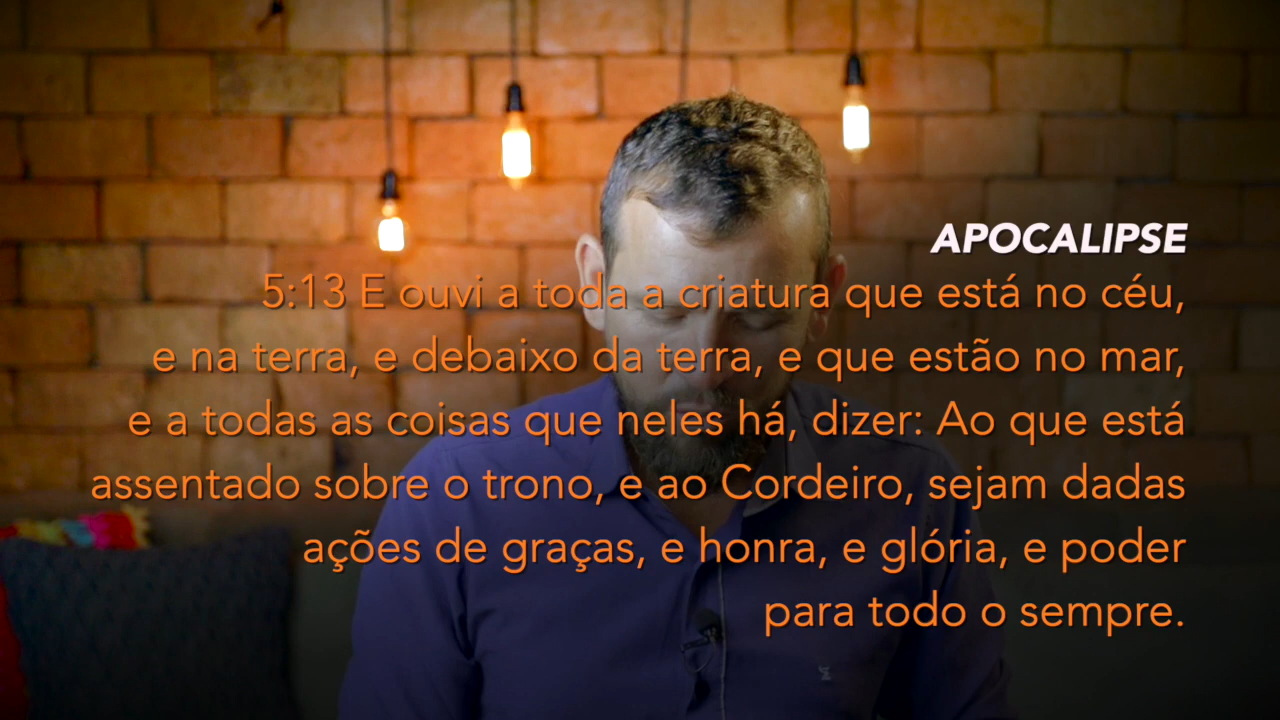 APOCALIPSE
5:13 E ouvi a toda a criatura que está no céu,
e na terra, e debaixo da terra, e que estão no mar,
e a todas as coisas que neles há, dizer: Ao que está
assentado sobre o trono, e ao Cordeiro, sejam dadas
ações de graças, e honra, e glória, e poder
para todo o sempre.